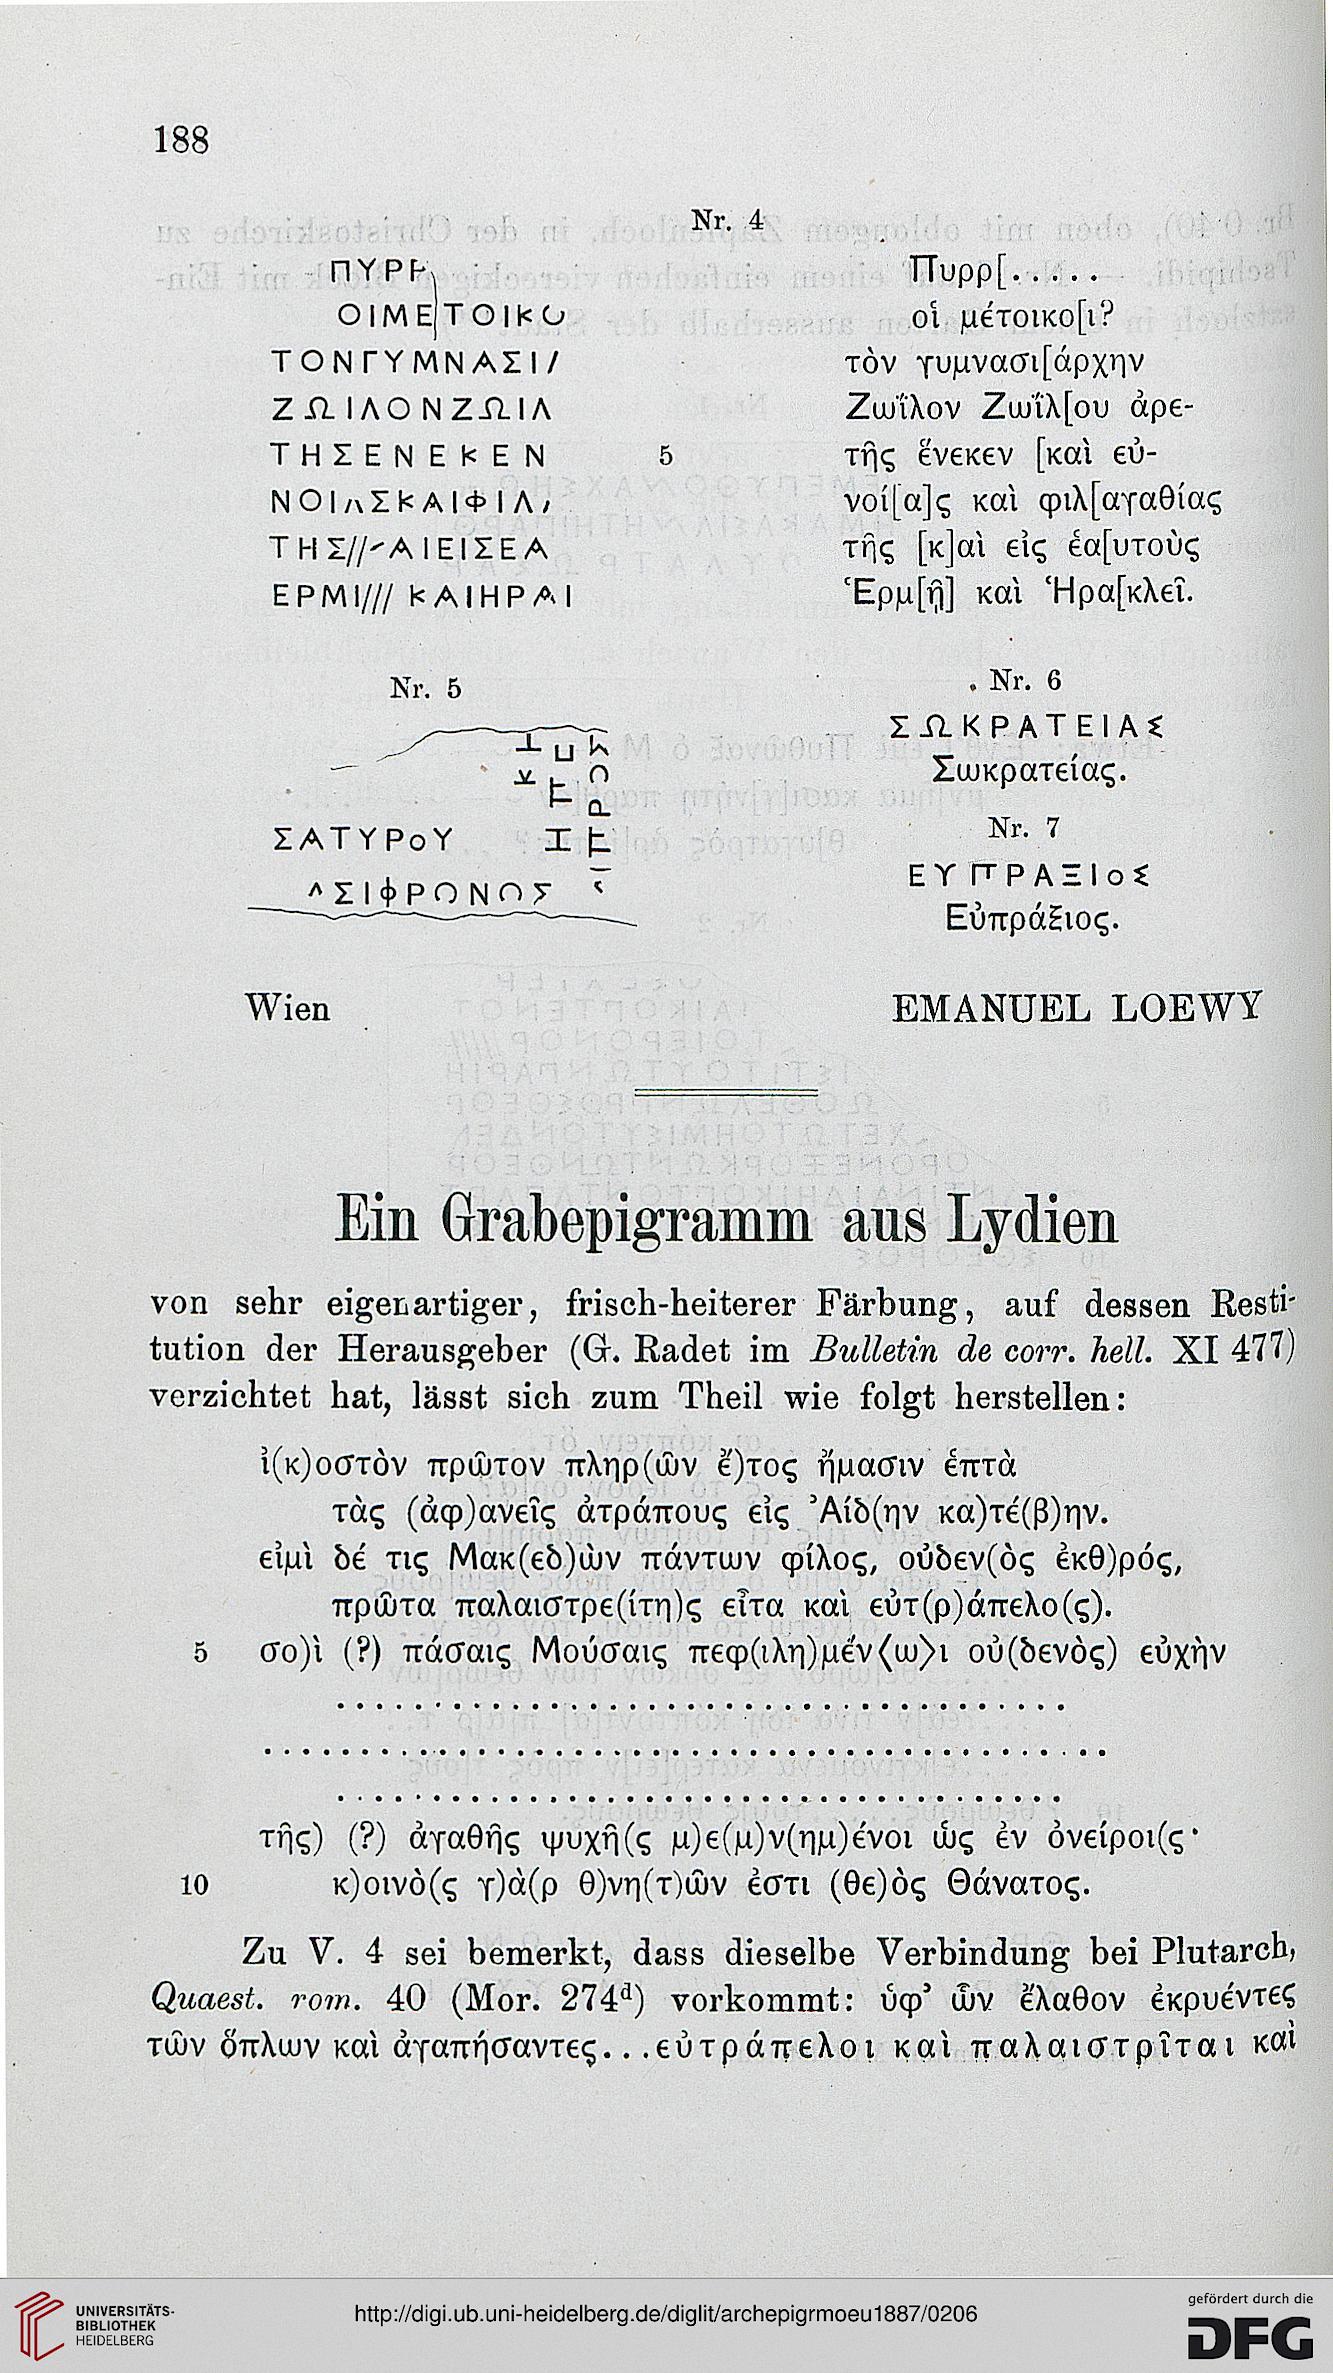 188
Nr. 4
ΠΥΡΡ
ΟΙΜΕΤΟΙΚΟ
ΤΟΝΓΥΜΝΑΣΙ/
ΖΩΙΛΟΝΖΩΙΛ
ΤΗΣΕΝΕΚΕΝ
ΝΟΙΑΣΚΑΙΦΙΛ
ΤΗΣ//ΑΙΕΙΣΕΑ
ΕΡΜΙ/// ΚΑΙΗΡΑΙ
Πυρρ[.....
οἱ μέτοικο[ι?
τὸν γυμνασι[άρχην
Ζωΐλον Ζωΐλ[ου ἀρε-
5 τῆς ἕνεκεν [καὶ εὐ-
νοί[α]ς καὶ φιλ[αγαθίας
τῆς [κ]αὶ εἰς ἑα[υτοὺς
Ἑρμ[ῇ] καὶ Ἡρα[κλεῖ.
Nr. 5
ΣΑΤΥΡοΥ
ΣΙΦΡΟΝΟΣ
Nr. 6
ΣΩΚΡΑΤΕΙΑΣ
Σωκρατείας.
Nr. 7
ΕΥΠΡΑΞΙοΣ
Εὐπράξιος.
Wien EMANUEL LOEWY
Ein Grabepigramm aus Lydien
von sehr eigenartiger, frisch-heiterer Färbung, auf dessen Resti-
tution der Herausgeber (G. Radet im Bulletin de corr. hell. XI 477)
verzichtet hat, lässt sich zum Theil wie folgt herstellen:
ἰ(κ)οστὸν πρῶτον πληρ(ῶν ἔ)τος ἤμασιν ἑπτὰ
τὰς (ἀφ)ανεῖς ἀτράπους εἰς Ἀίδ(ην κα)τέ(β)ην.
εἰμὶ δέ τις Μακ(εδ)ὼν πάντων φίλος, οὐδεν(ὸς ἐκθ)ρός,
πρῶτα παλαιστρε(ίτη)ς εἶτα καὶ εὐτ(ρ)άπελο(ς).
5 σο)ὶ (?) πάσαις Μούσαις πεφ(ιλη)μέν⟨ω⟩ι οὐ(δενὸς) εὐχὴν
......................................
............................................
......................................
τῆς) (?) ἀγαθῆς ψυχῆ(ς μ)ε(μ)ν(ημ)ένοι ὡς ἐν ὀνείροι(ς·
10 κ)οινὸ(ς γ)ὰ(ρ θ)νη(τ)ῶν ἐστι (θε)ὸς Θάνατος.
Zu V. 4 sei bemerkt, dass dieselbe Verbindung bei Plutarch,
Quaest. rom. 40 (Mor. 274ᵈ) vorkommt: ὑφ’ ὧν ἔλαθον ἐκρυέντες
τῶν ὅπλων καὶ ἀγαπήσαντες...εὐτράπελοι καὶ παλαιστρῖται καὶ
UNIVERSITÄTS-
BIBLIOTHEK
HEIDELBERG
http://digi.ub.uni-heidelberg.de/diglit/archepigrmoeu1887/0206
gefördert durch die
DFG